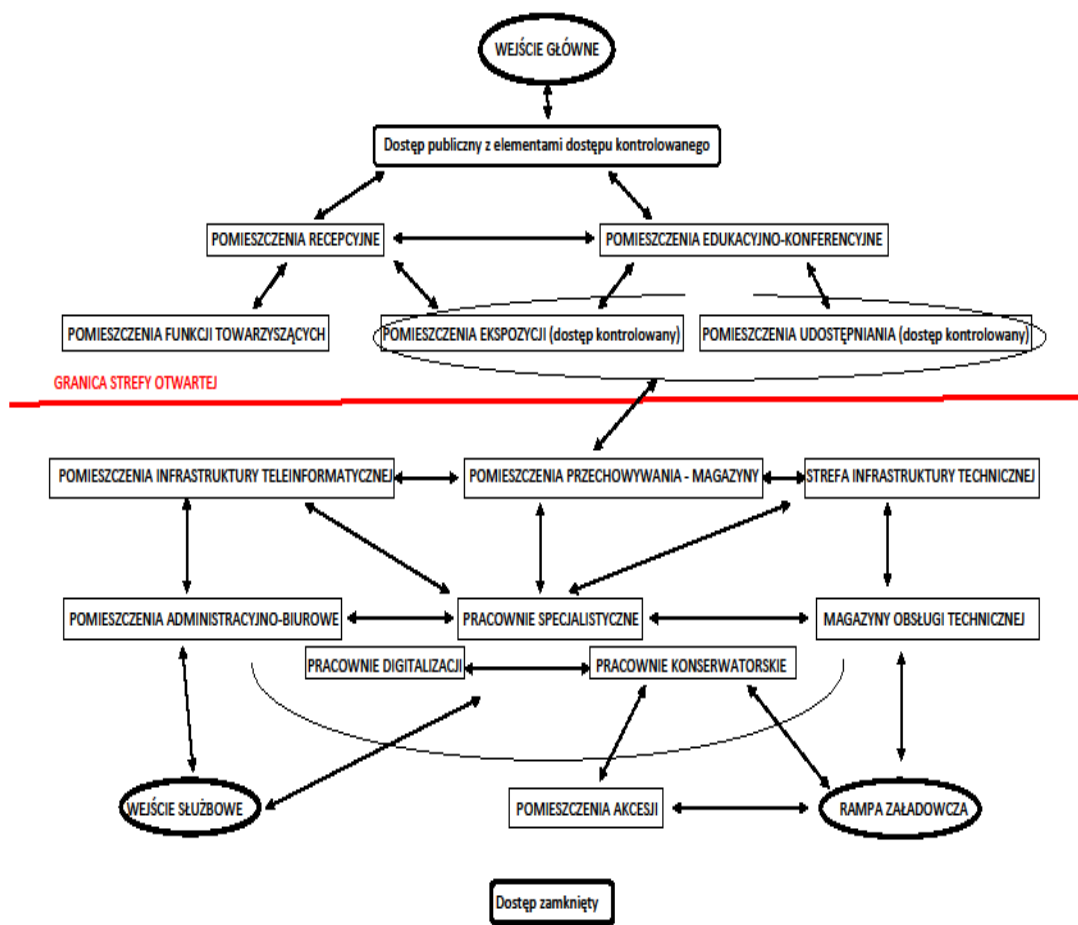 WEJŚCIE GŁÓWNE
Dostęp publiczny z elementami dostępu kontrolowanego
POMIESZCZENIA RECEPCYJNE
POMIESZCZENIA EDUKACYJNO-KONFERENCYJNE
POMIESZCZENIA FUNKCJI TOWARZYSZĄCYCH
POMIESZCZENIA EKSPOZYCJI (dostęp kontrolowany)
POMIESZCZENIA UDOSTĘPNIANIA (dostęp kontrolowany)
GRANICA STREFY OTWARTEJ
POMIESZCZENIA INFRASTRUKTURY TELEINFORMATYCZNEJ
POMIESZCZENIA PRZECHOWYWANIA - MAGAZYNY
STREFA INFRASTRUKTURY TECHNICZNEJ
POMIESZCZENIA ADMINISTRACYJNO-BIUROWE
PRACOWNIE SPECJALISTYCZNE
MAGAZYNY OBSŁUGI TECHNICZNEJ
PRACOWNIE DIGITALIZACJI
PRACOWNIE KONSERWATORSKIE
WEJŚCIE SŁUŻBOWE
POMIESZCZENIA AKCESJI
RAMPA ZAŁADOWCZA
Dostęp zamknięty